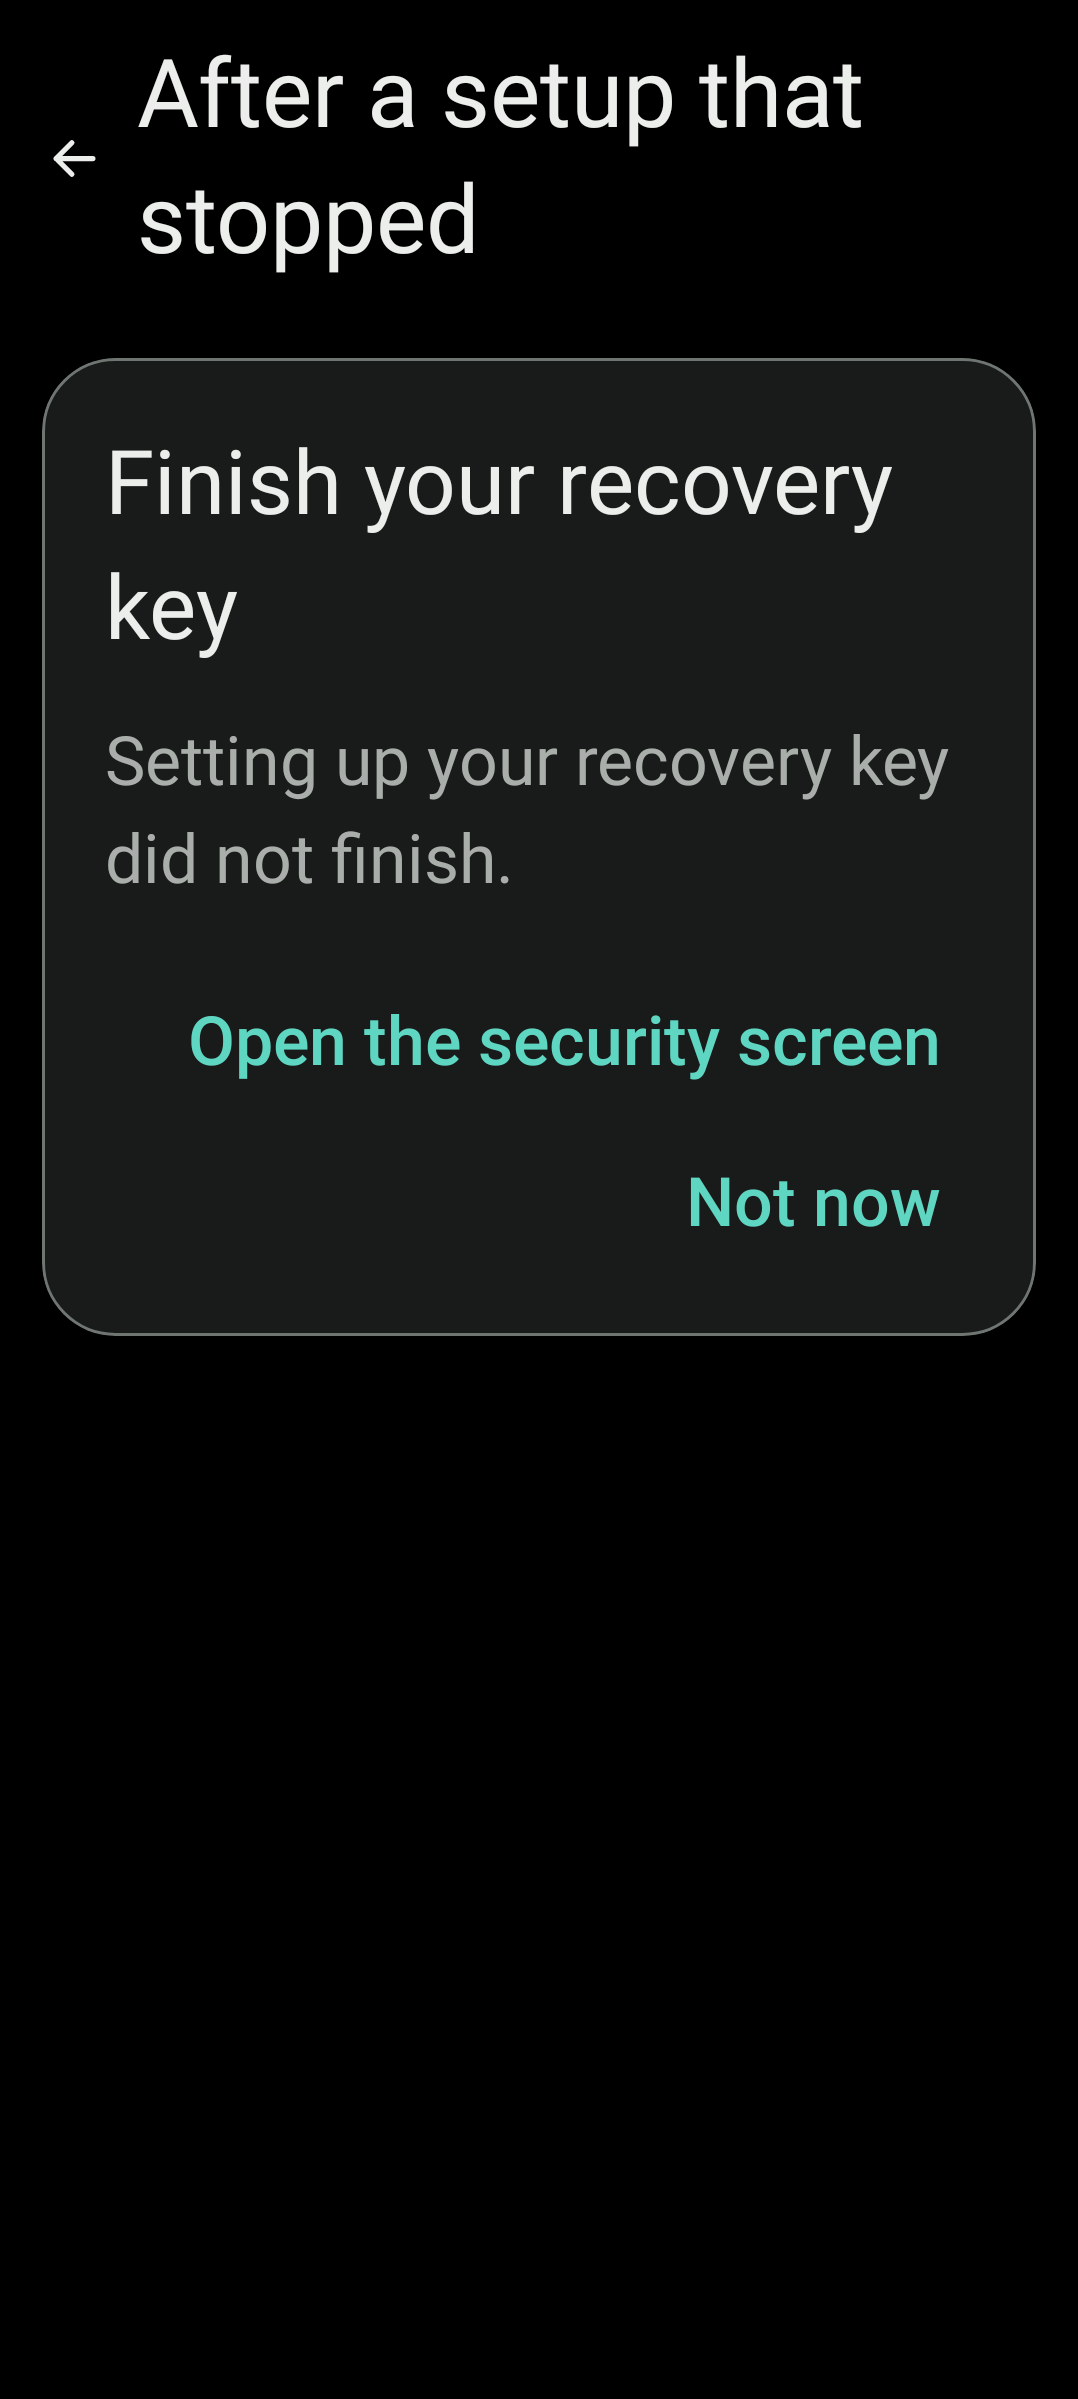 After a setup that
stopped
Finish your recovery
key
Setting up your recovery key
did not finish.
Open the security screen
Not now